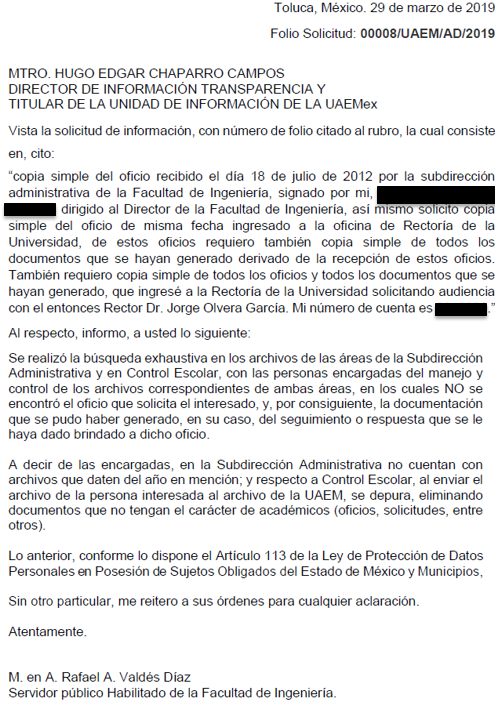 Toluca, México. 29 de marzo de 2019
Folio Solicitud: 00008/UAEM/AD/2019
MTRO. HUGO EDGAR CHAPARRO CAMPOS
DIRECTOR DE INFORMACIÓN TRANSPARENCIA Y
TITULAR DE LA UNIDAD DE INFORMACIÓN DE LA UAEMex
Vista la solicitud de información, con número de folio citado al rubro, la cual consiste
en, cito:
“copia simple del oficio recibido el día 18 de julio de 2012 por la subdirección
administrativa de la Facultad de Ingeniería, signado por mi,
dirigido al Director de la Facultad de Ingeniería, así mismo solicito copia
simple del oficio de misma fecha ingresado a la oficina de Rectoría de la
Universidad, de estos oficios requiero también copia simple de todos los
documentos que se hayan generado derivado de la recepción de estos oficios.
También requiero copia simple de todos los oficios y todos los documentos que se
hayan generado, que ingresé a la Rectoría de la Universidad solicitando audiencia
con el entonces Rector Dr. Jorge Olvera García. Mi número de cuenta es .”
Al respecto, informo, a usted lo siguiente:
Se realizó la búsqueda exhaustiva en los archivos de las áreas de la Subdirección
Administrativa y en Control Escolar, con las personas encargadas del manejo y
control de los archivos correspondientes de ambas áreas, en los cuales NO se
encontró el oficio que solicita el interesado, y, por consiguiente, la documentación
que se pudo haber generado, en su caso, del seguimiento o respuesta que se le
haya dado brindado a dicho oficio.
A decir de las encargadas, en la Subdirección Administrativa no cuentan con
archivos que daten del año en mención; y respecto a Control Escolar, al enviar el
archivo de la persona interesada al archivo de la UAEM, se depura, eliminando
documentos que no tengan el carácter de académicos (oficios, solicitudes, entre
otros).
Lo anterior, conforme lo dispone el Artículo 113 de la Ley de Protección de Datos
Personales en Posesión de Sujetos Obligados del Estado de México y Municipios,
Sin otro particular, me reitero a sus órdenes para cualquier aclaración.
Atentamente.
M. en A. Rafael A. Valdés Díaz
Servidor público Habilitado de la Facultad de Ingeniería.